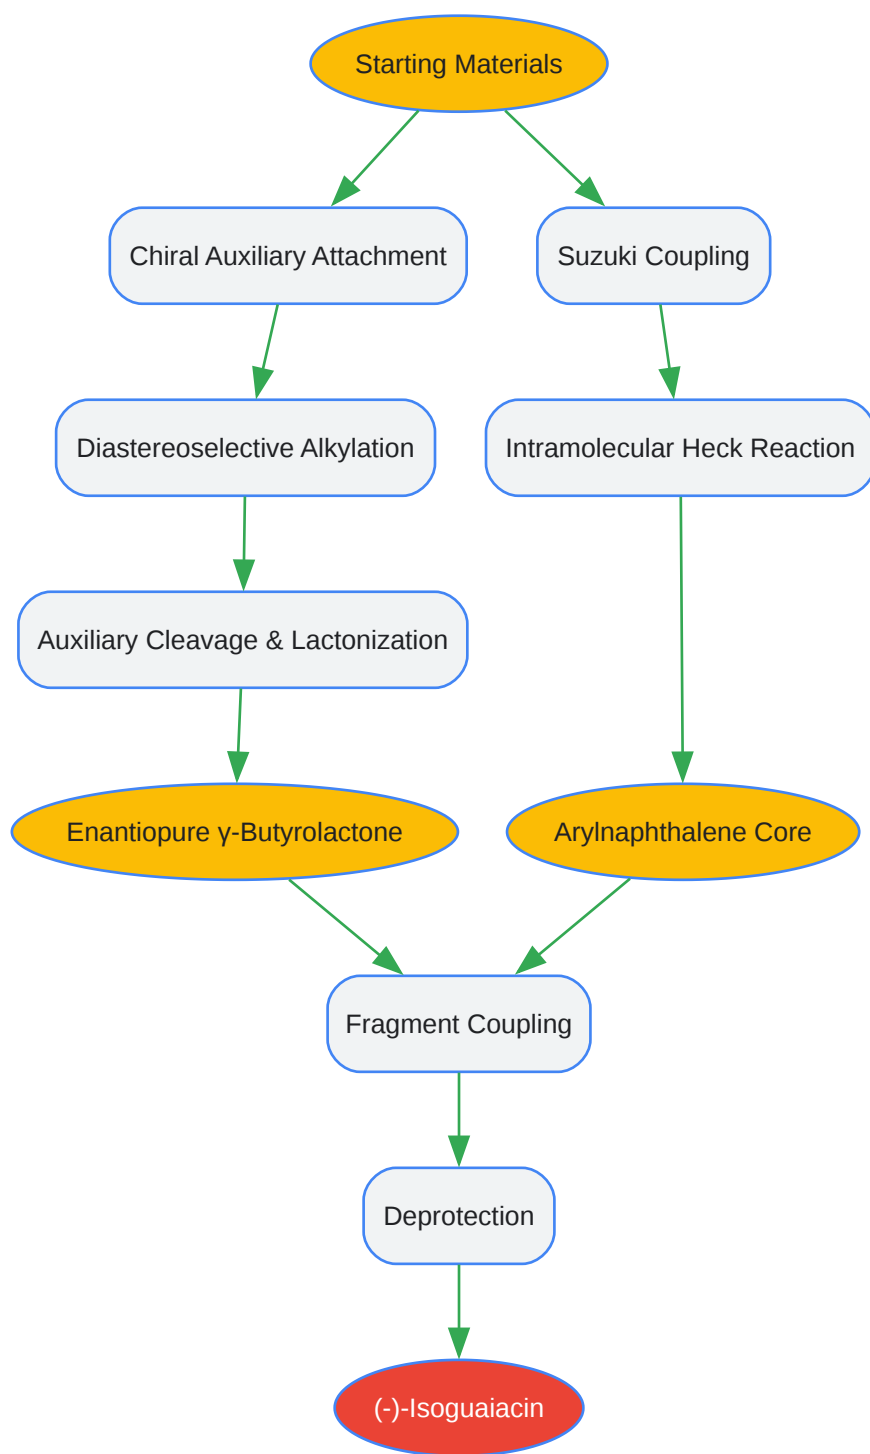 Starting Materials
Chiral Auxiliary Attachment
Suzuki Coupling
Diastereoselective Alkylation
Intramolecular Heck Reaction
Auxiliary Cleavage & Lactonization
Enantiopure γ-Butyrolactone
Arylnaphthalene Core
Fragment Coupling
Deprotection
(-)-Isoguaiacin